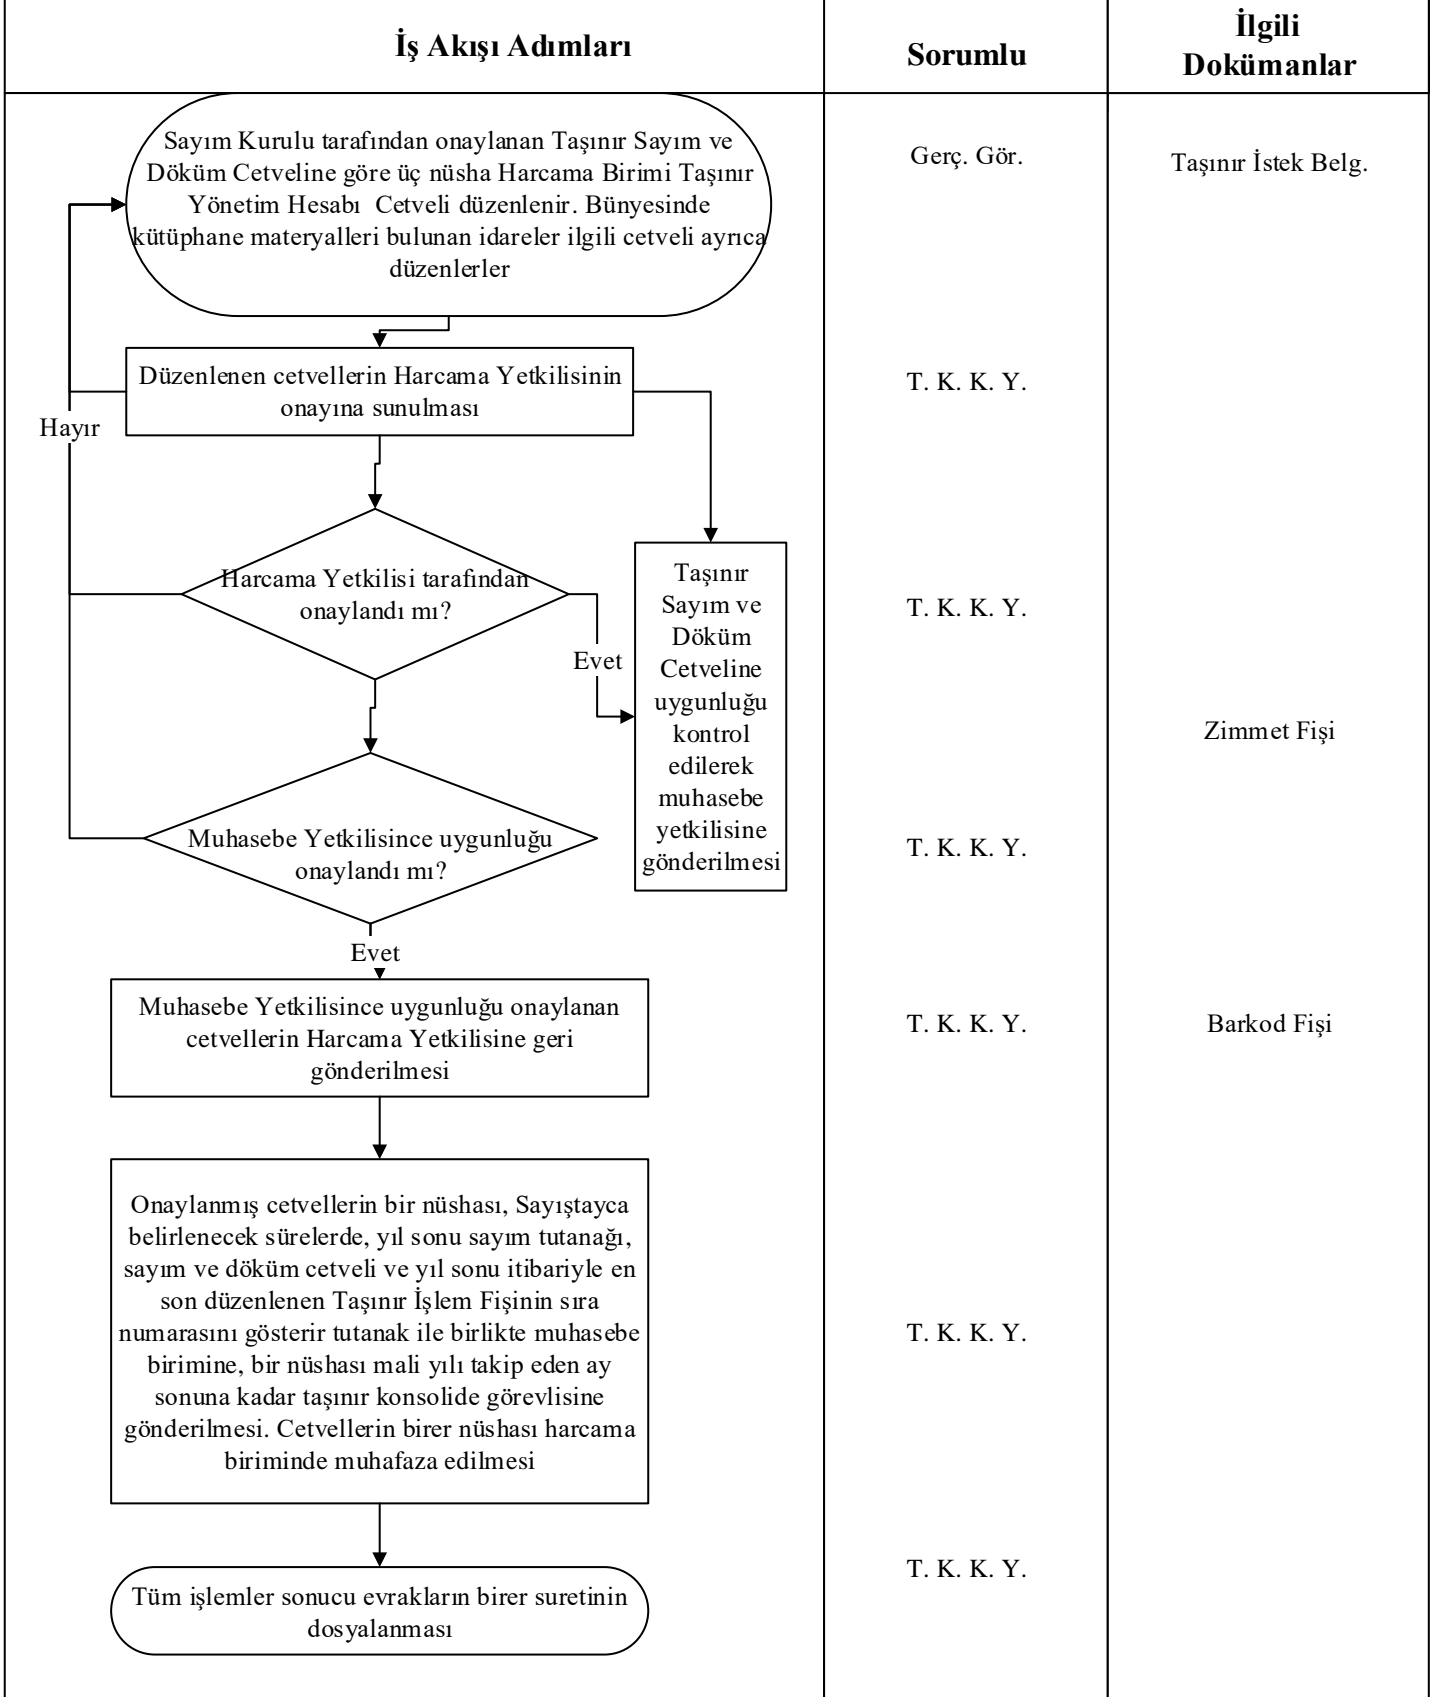 İş Akışı Adımları
Sorumlu
İlgili
Dokümanlar
Sayım Kurulu tarafından onaylanan Taşınır Sayım ve
Döküm Cetveline göre üç nüsha Harcama Birimi Taşınır
Yönetim Hesabı  Cetveli düzenlenir. Bünyesinde
kütüphane materyalleri bulunan idareler ilgili cetveli ayrıca
düzenlerler
Gerç. Gör.
Taşınır İstek Belg.
Düzenlenen cetvellerin Harcama Yetkilisinin
onayına sunulması
T. K. K. Y.
Hayır
Harcama Yetkilisi tarafından
onaylandı mı?
Evet
Taşınır
Sayım ve
Döküm
Cetveline
uygunluğu
kontrol
edilerek
muhasebe
yetkilisine
gönderilmesi
T. K. K. Y.
Zimmet Fişi
Muhasebe Yetkilisince uygunluğu
onaylandı mı?
T. K. K. Y.
Evet
Muhasebe Yetkilisince uygunluğu onaylanan
cetvellerin Harcama Yetkilisine geri
gönderilmesi
T. K. K. Y.
Barkod Fişi
Onaylanmış cetvellerin bir nüshası, Sayıştayca
belirlenecek sürelerde, yıl sonu sayım tutanağı,
sayım ve döküm cetveli ve yıl sonu itibariyle en
son düzenlenen Taşınır İşlem Fişinin sıra
numarasını gösterir tutanak ile birlikte muhasebe
birimine, bir nüshası mali yılı takip eden ay
sonuna kadar taşınır konsolide görevlisine
gönderilmesi. Cetvellerin birer nüshası harcama
biriminde muhafaza edilmesi
T. K. K. Y.
Tüm işlemler sonucu evrakların birer suretinin
dosyalanması
T. K. K. Y.